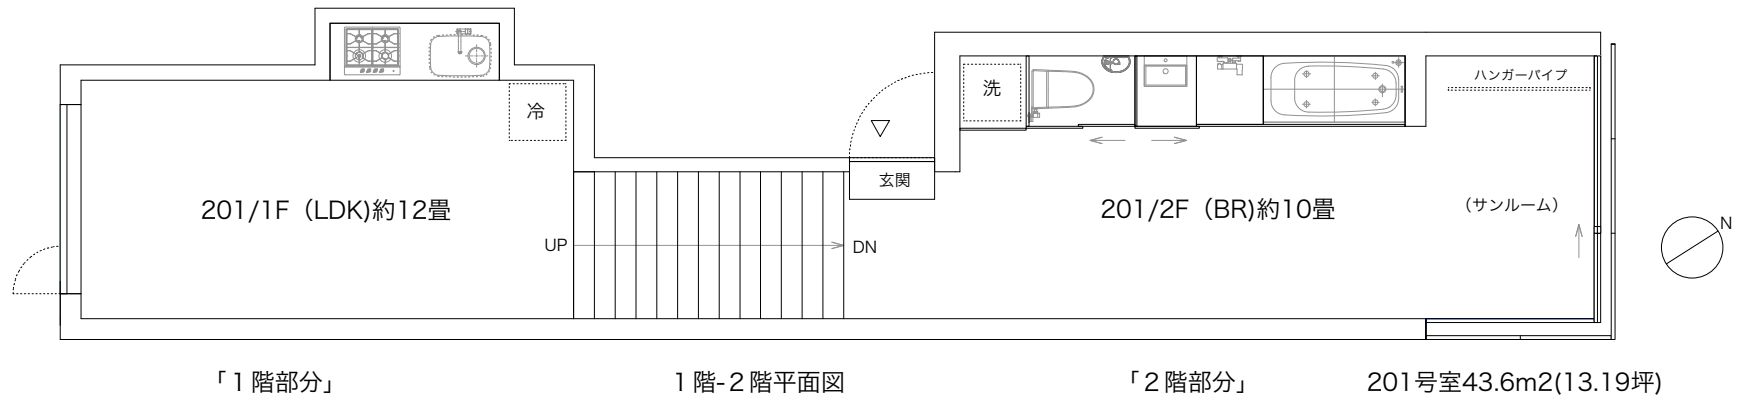 ハンガーパイプ
洗
冷
玄関
201/1F（LDK)約12畳
201/2F（BR)約10畳
（サンルーム）
N
UP
DN
「１階部分」
１階-２階平面図
「２階部分」
201号室43.6m2(13.19坪)